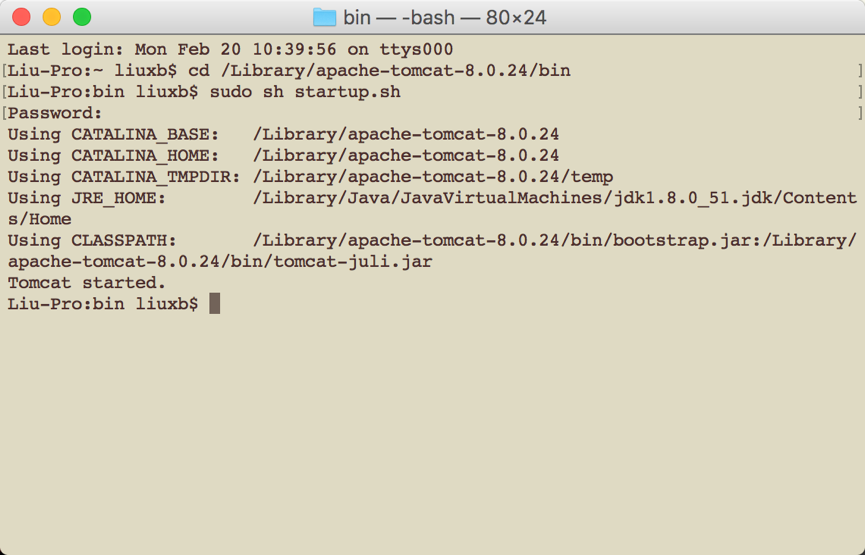 bin — -bash — 80×24
Last login: Mon Feb 20 10:39:56 on ttys000
[Liu-Pro:~ liuxb$ cd /Library/apache-tomcat-8.0.24/bin ]
[Liu-Pro:bin liuxb$ sudo sh startup.sh ]
[Password: ]
Using CATALINA_BASE:   /Library/apache-tomcat-8.0.24
Using CATALINA_HOME:   /Library/apache-tomcat-8.0.24
Using CATALINA_TMPDIR: /Library/apache-tomcat-8.0.24/temp
Using JRE_HOME:        /Library/Java/JavaVirtualMachines/jdk1.8.0_51.jdk/Content
s/Home
Using CLASSPATH:       /Library/apache-tomcat-8.0.24/bin/bootstrap.jar:/Library/
apache-tomcat-8.0.24/bin/tomcat-juli.jar
Tomcat started.
Liu-Pro:bin liuxb$